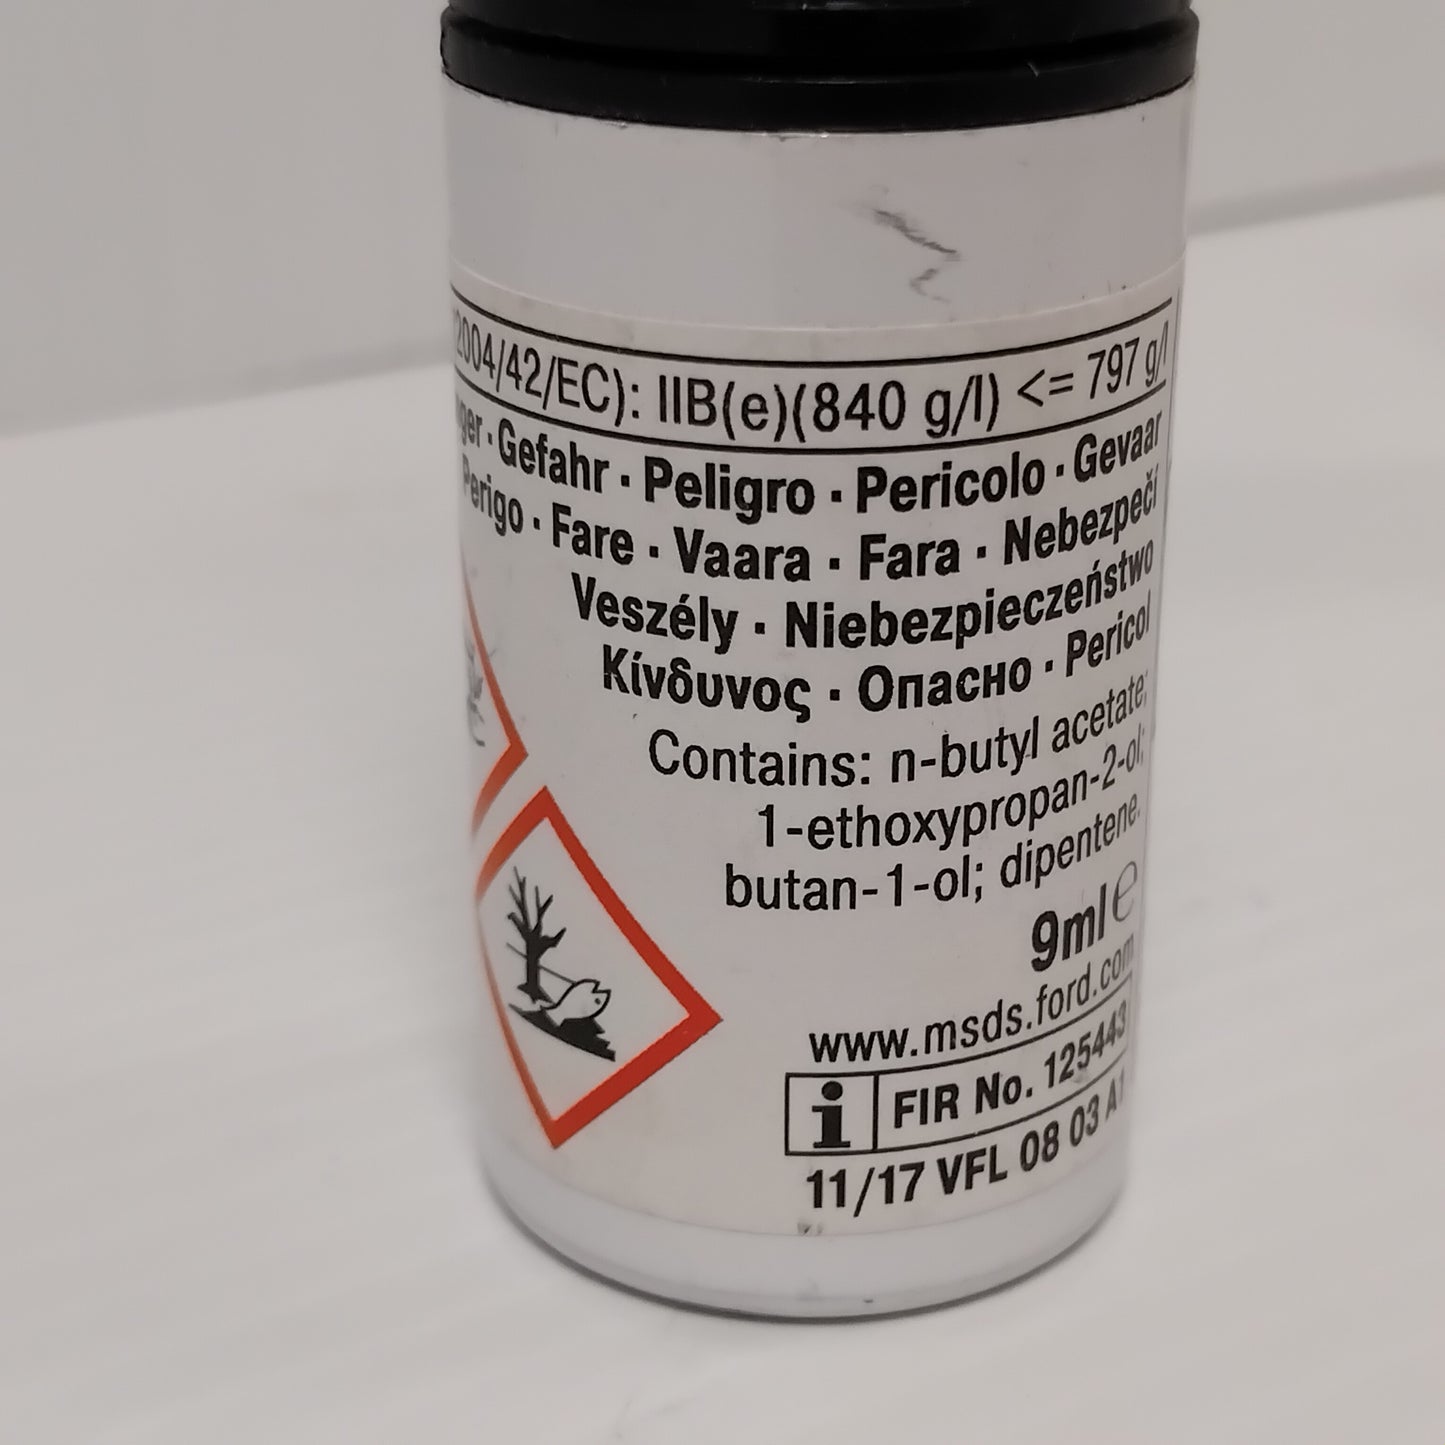 2004/42/EC): IIB(e)(840 g/l) <= 797 g/l
Gefahr · Peligro · Pericolo · Gevaar
Perigo · Fare · Vaara · Fara · Nebezpečí
Veszély · Niebezpieczeństwo
Κίνδυνος · Опасно · Pericol
Contains: n-butyl acetate;
1-ethoxypropan-2-ol;
butan-1-ol; dipentene.
9ml e
www.msds.ford.com
i FIR No. 125443
11/17 VFL 08 03 A1